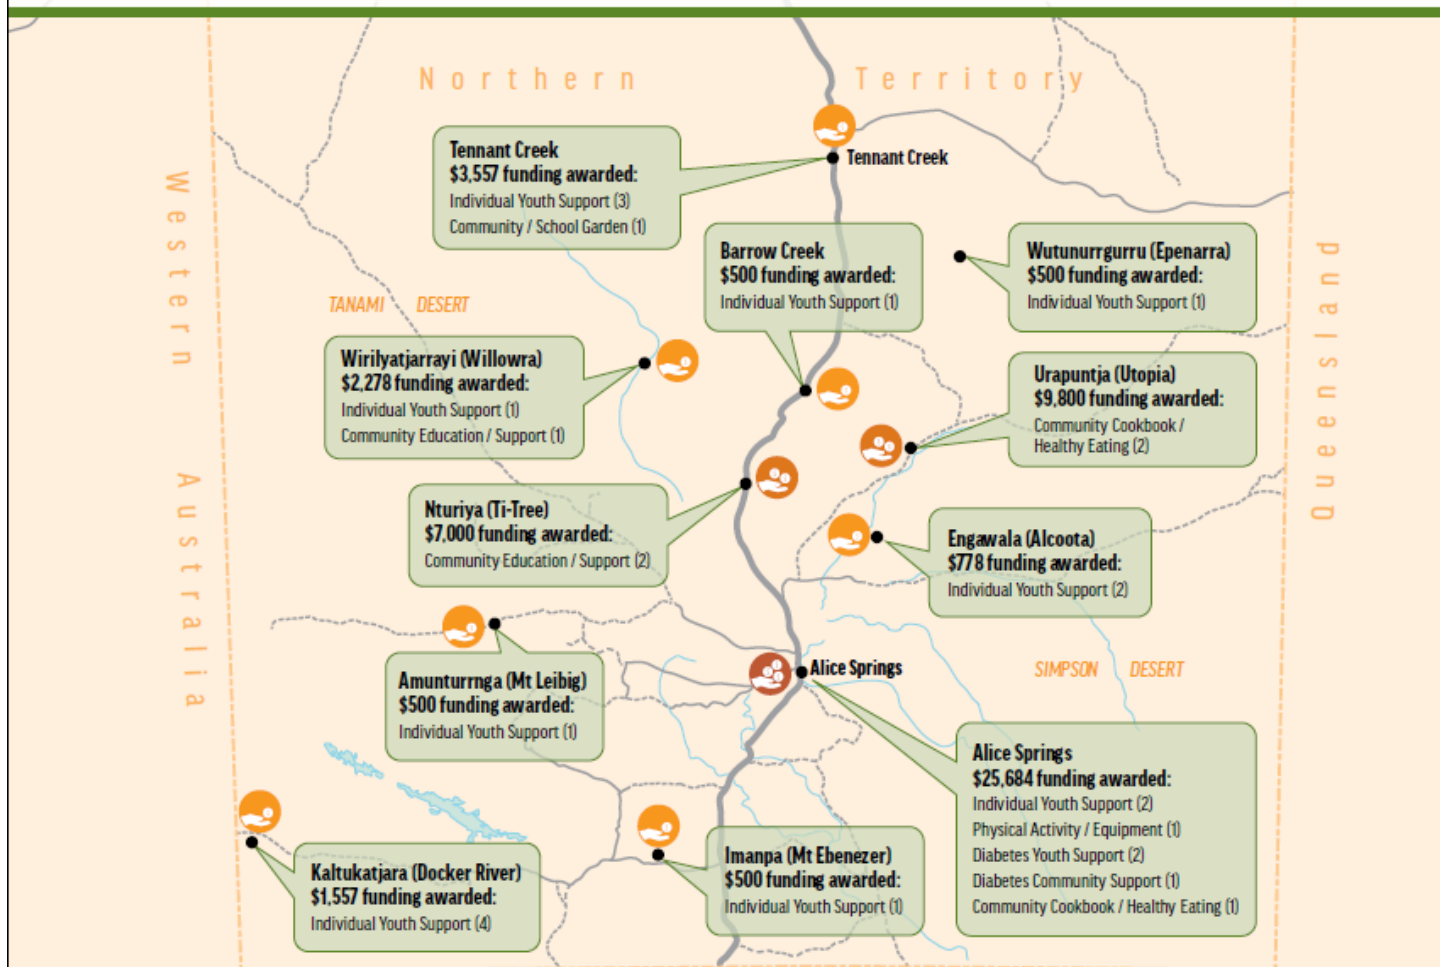 Northern Territory
Western Australia
Queensland
Tennant Creek
$3,557 funding awarded:
Individual Youth Support (3)
Community / School Garden (1)
Tennant Creek
Barrow Creek
$500 funding awarded:
Individual Youth Support (1)
Wutunurrgurru (Epenarra)
$500 funding awarded:
Individual Youth Support (1)
TANAMI DESERT
Wirilyatjarrayi (Willowra)
$2,278 funding awarded:
Individual Youth Support (1)
Community Education / Support (1)
Urapuntja (Utopia)
$9,800 funding awarded:
Community Cookbook /
Healthy Eating (2)
Nturiya (Ti-Tree)
$7,000 funding awarded:
Community Education / Support (2)
Engawala (Alcoota)
$778 funding awarded:
Individual Youth Support (2)
Amunturrnga (Mt Leibig)
$500 funding awarded:
Individual Youth Support (1)
Alice Springs
SIMPSON DESERT
Alice Springs
$25,684 funding awarded:
Individual Youth Support (2)
Physical Activity / Equipment (1)
Diabetes Youth Support (2)
Diabetes Community Support (1)
Community Cookbook / Healthy Eating (1)
Kaltukatjara (Docker River)
$1,557 funding awarded:
Individual Youth Support (4)
Imanpa (Mt Ebenezer)
$500 funding awarded:
Individual Youth Support (1)